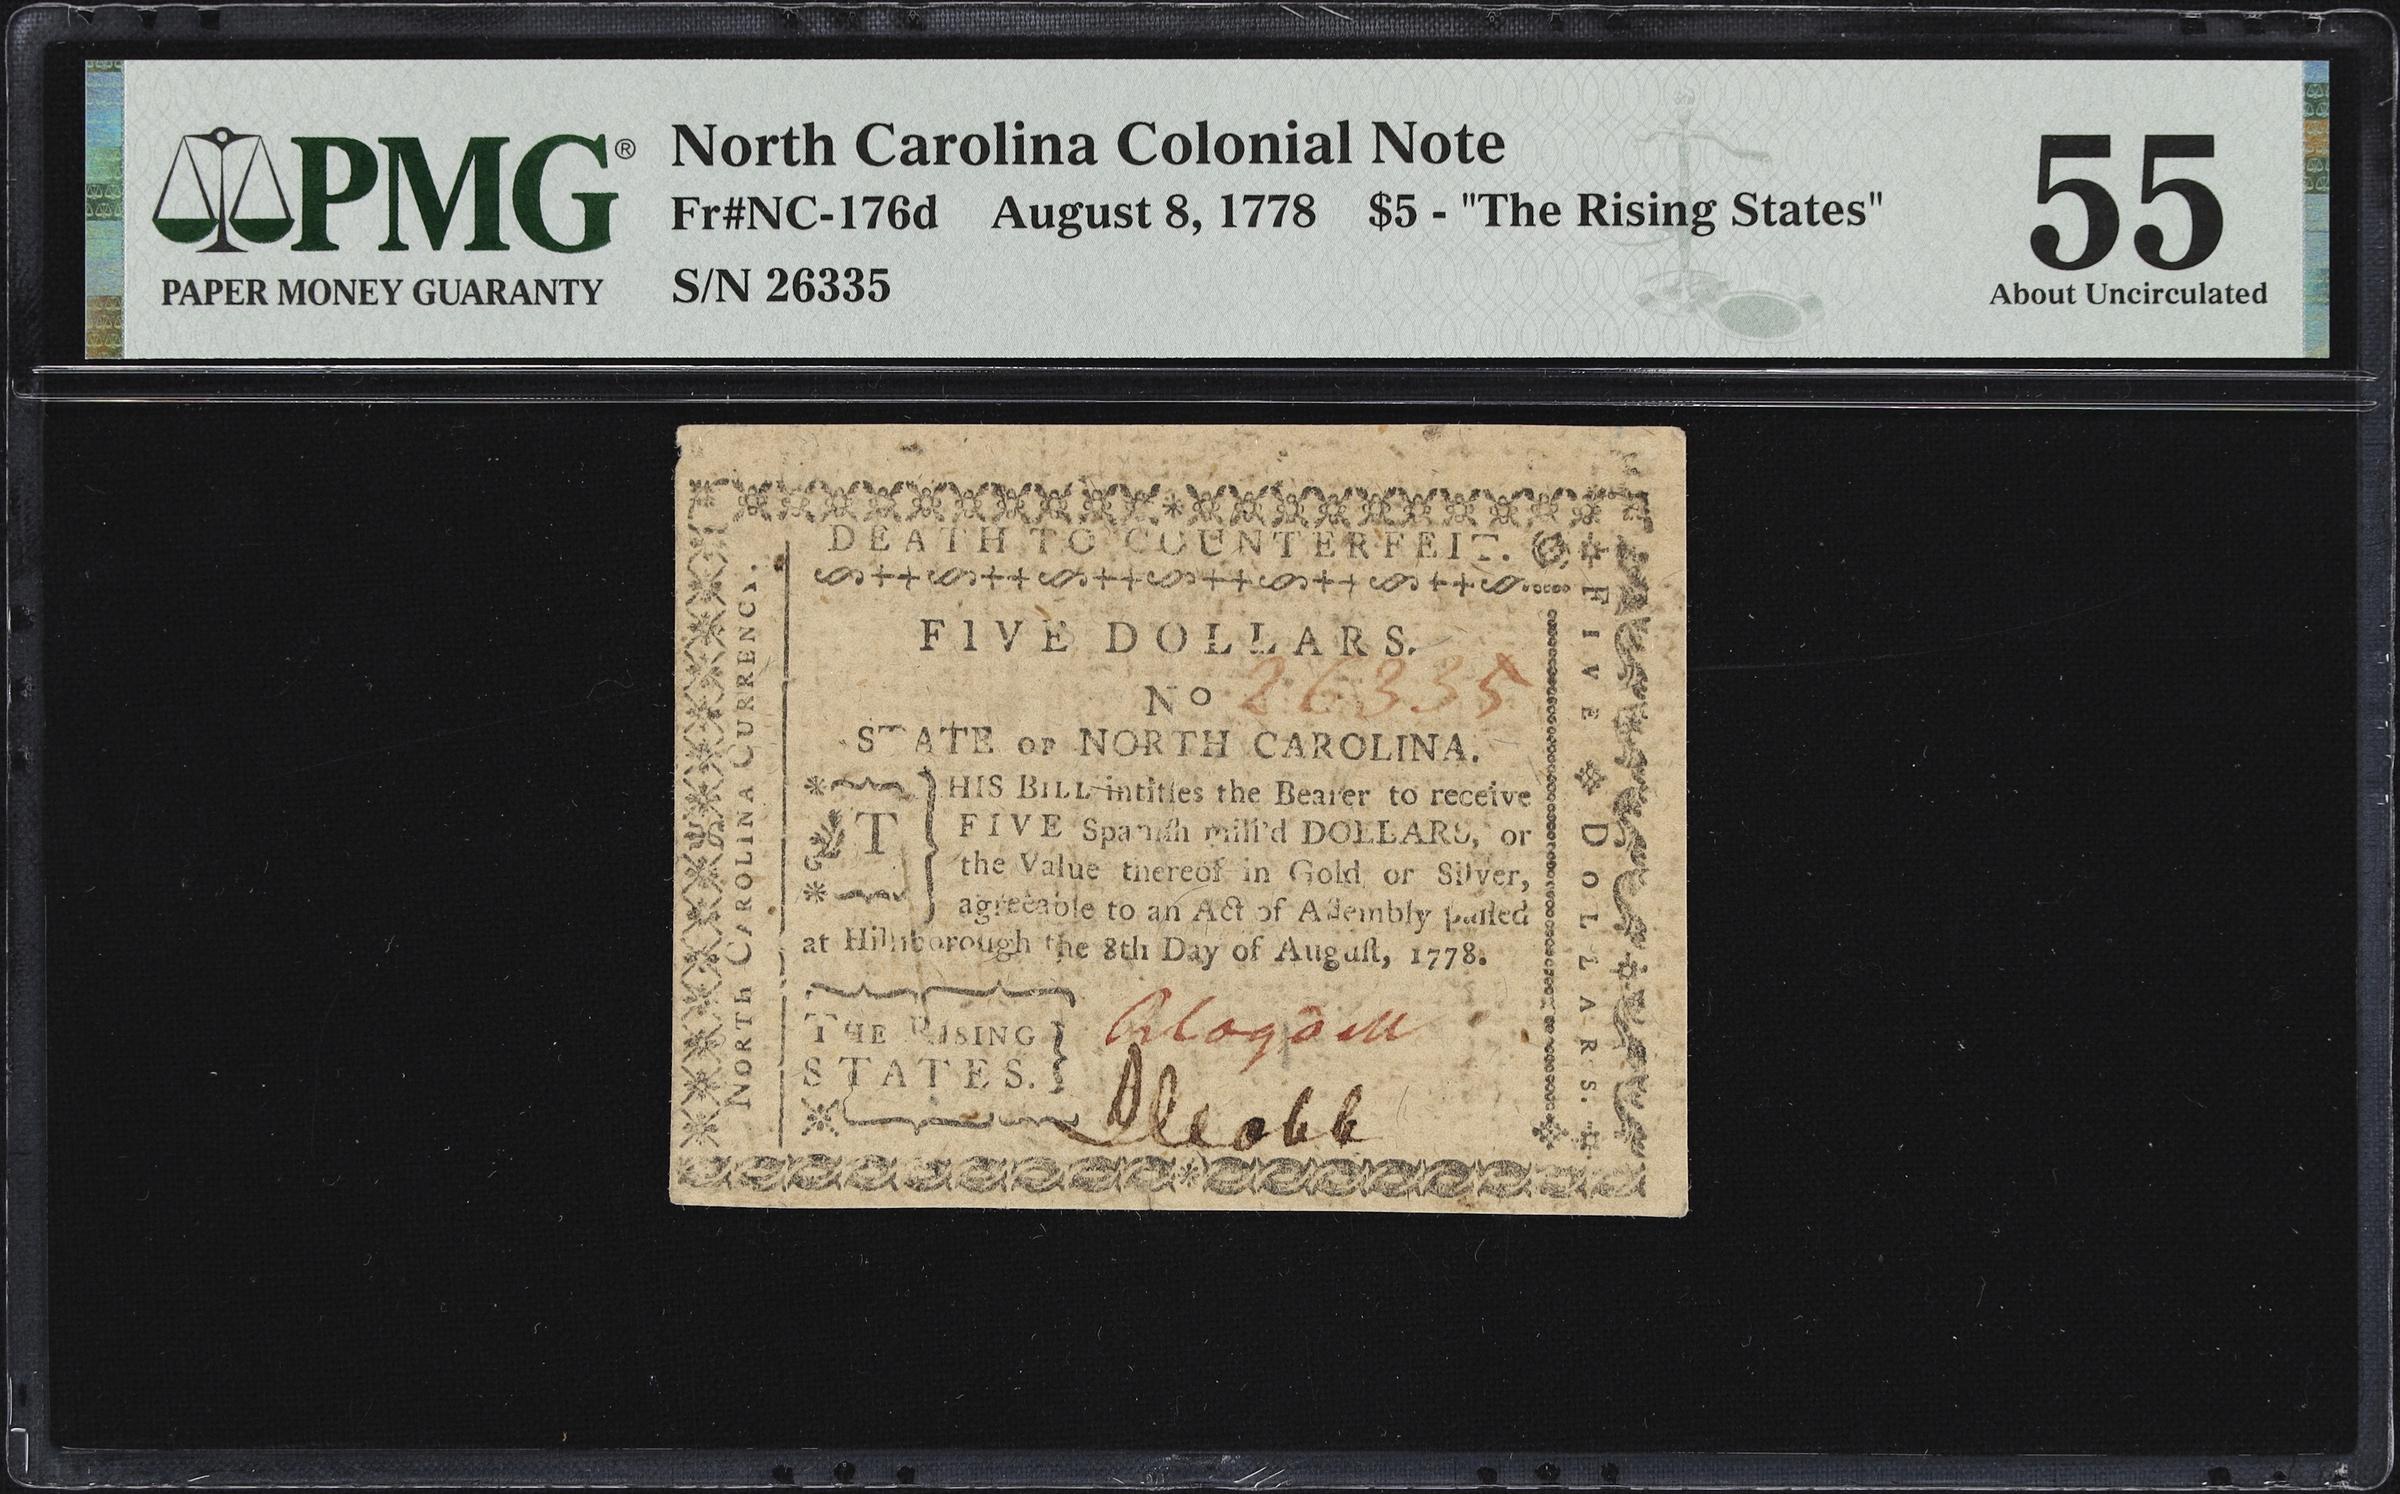 PMG®
PAPER MONEY GUARANTY
North Carolina Colonial Note
Fr#NC-176d August 8, 1778 $5 - "The Rising States"
S/N 26335
55
About Uncirculated
DEATH TO COUNTERFEIT.
FIVE DOLLARS.
No 26335
STATE OF NORTH CAROLINA.
THIS BILL intitles the Bearer to receive
FIVE Spaniſh mill'd DOLLARS, or
the Value thereof in Gold or Silver,
agreeable to an Act of Aſſembly paſſed
at Hillſborough the 8th Day of Auguſt, 1778.
THE RISING
STATES.
D Cobb
NORTH CAROLINA CURRENCY.
FIVE DOLLARS.